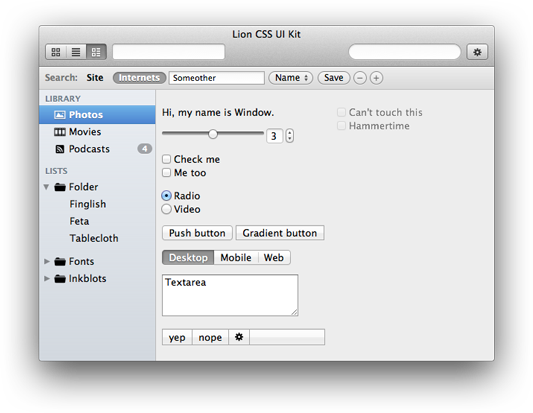 Lion CSS UI Kit
Search: Site Internets Someother Name Save
LIBRARY
Photos
Movies
Podcasts 4
LISTS
Folder
Finglish
Feta
Tablecloth
Fonts
Inkblots
Hi, my name is Window.
3
Check me
Me too
Radio
Video
Push button Gradient button
Desktop Mobile Web
Textarea
yep nope
Can't touch this
Hammertime